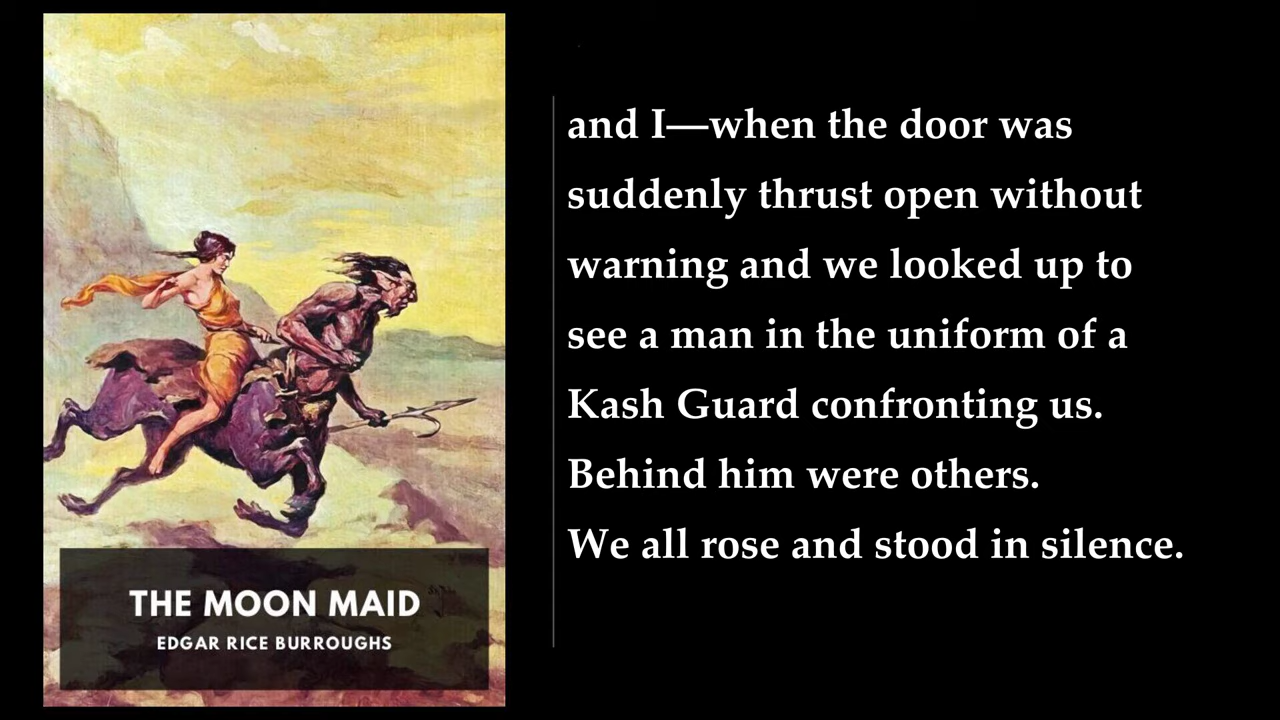 THE MOON MAID
EDGAR RICE BURROUGHS
and I—when the door was
suddenly thrust open without
warning and we looked up to
see a man in the uniform of a
Kash Guard confronting us.
Behind him were others.
We all rose and stood in silence.